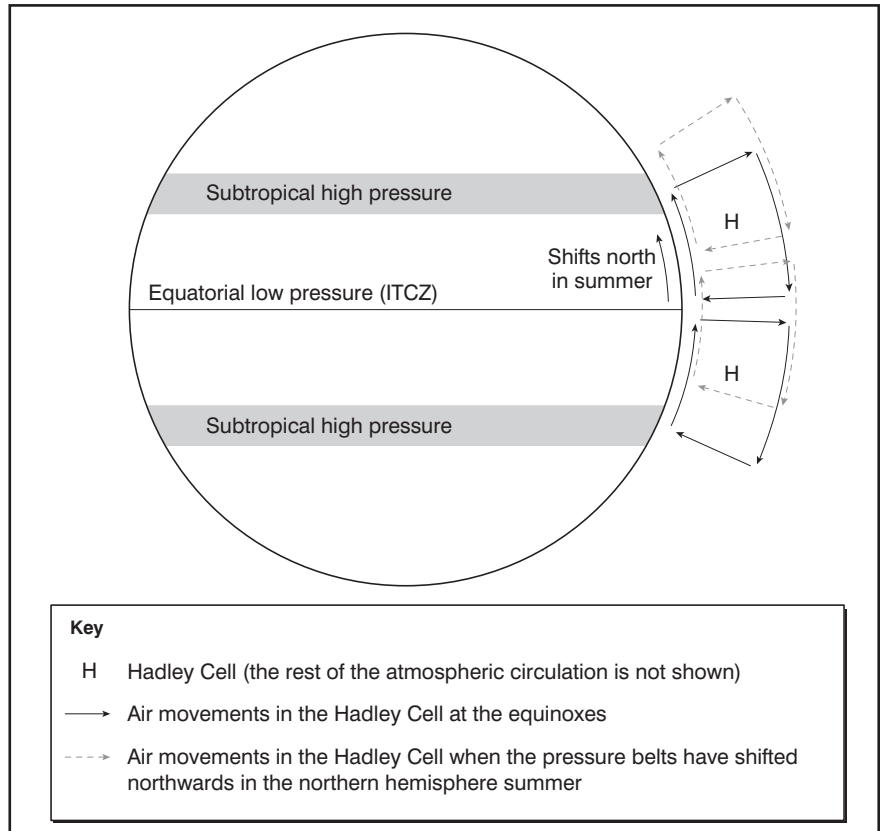 Subtropical high pressure
H
Shifts north
in summer
Equatorial low pressure (ITCZ)
H
Subtropical high pressure
Key
H Hadley Cell (the rest of the atmospheric circulation is not shown)
Air movements in the Hadley Cell at the equinoxes
Air movements in the Hadley Cell when the pressure belts have shifted
northwards in the northern hemisphere summer